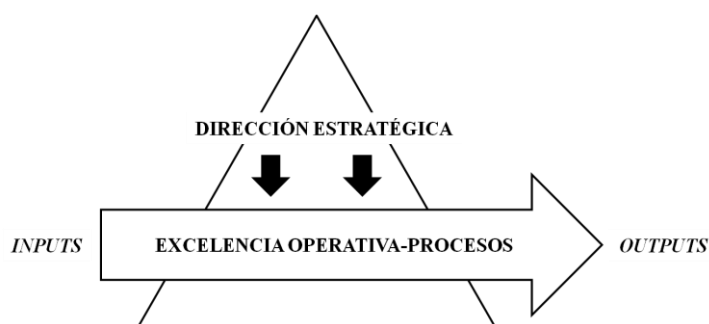 DIRECCIÓN ESTRATÉGICA
INPUTS
EXCELENCIA OPERATIVA-PROCESOS
OUTPUTS